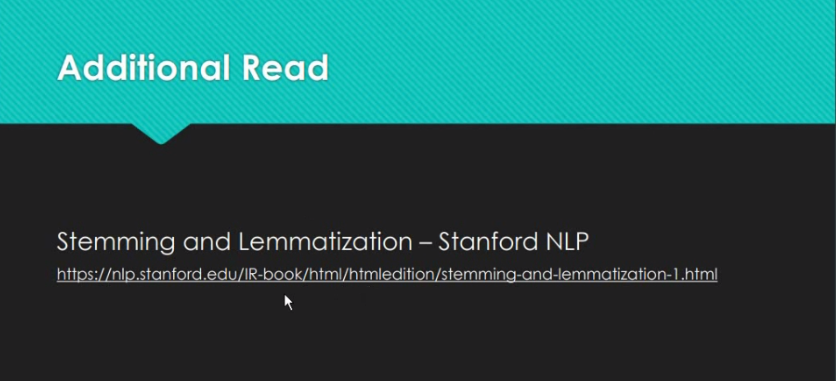 Additional Read
Stemming and Lemmatization – Stanford NLP
https://nlp.stanford.edu/IR-book/html/htmledition/stemming-and-lemmatization-1.html